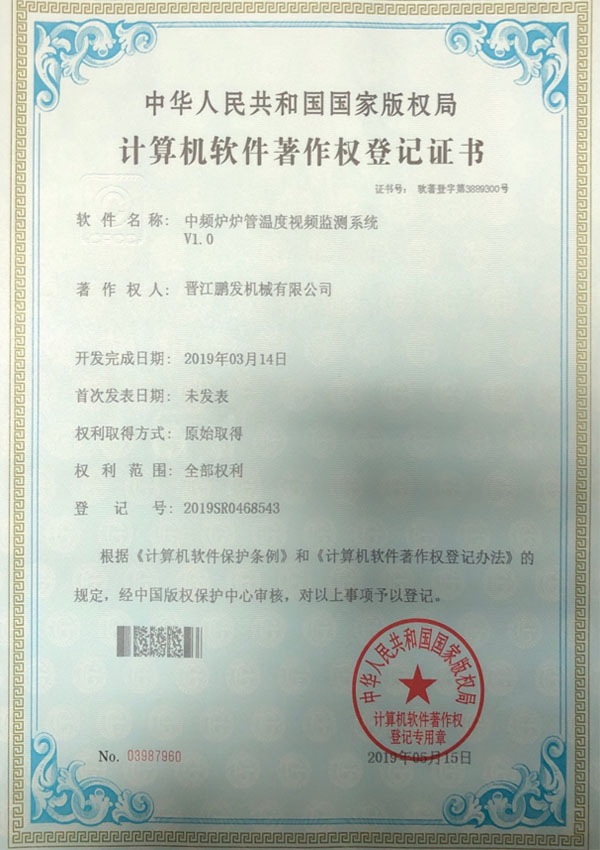 中华人民共和国国家版权局
计算机软件著作权登记证书
证书号： 软著登字第3889300号
软件名称： 中频炉炉管温度视频监测系统
V1.0
著作权人： 晋江鹏发机械有限公司
开发完成日期： 2019年03月14日
首次发表日期： 未发表
权利取得方式： 原始取得
权利范围： 全部权利
登记号： 2019SR0468543
根据《计算机软件保护条例》和《计算机软件著作权登记办法》的
规定，经中国版权保护中心审核，对以上事项予以登记。
中华人民共和国国家版权局
计算机软件著作权
登记专用章
No. 03987960
2019年05月15日